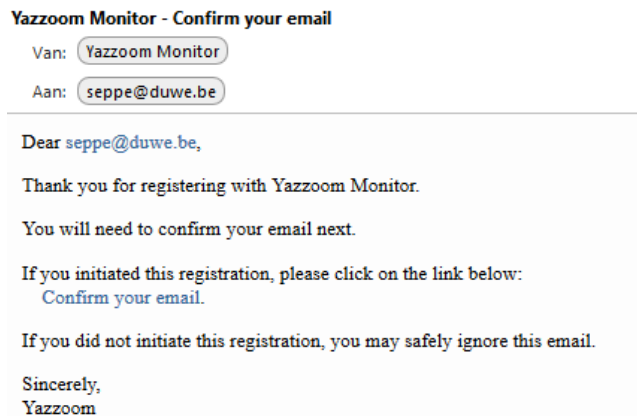 Yazzoom Monitor - Confirm your email
Van: Yazzoom Monitor
Aan: seppe@duwe.be
Dear seppe@duwe.be,
Thank you for registering with Yazzoom Monitor.
You will need to confirm your email next.
If you initiated this registration, please click on the link below:
Confirm your email.
If you did not initiate this registration, you may safely ignore this email.
Sincerely,
Yazzoom